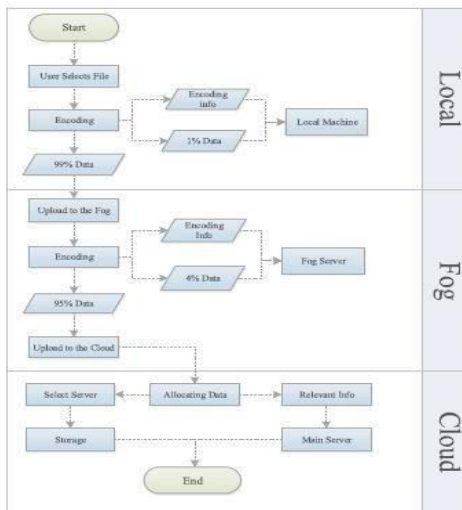 Start
User Selects File
Encoding
Encoding info
1% Data
Local Machine
99% Data
Local
Upload to the Fog
Encoding
Encoding Info
4% Data
Fog Server
95% Data
Upload to the Cloud
Fog
Select Server
Allocating Data
Relevant Info
Storage
Main Server
End
Cloud